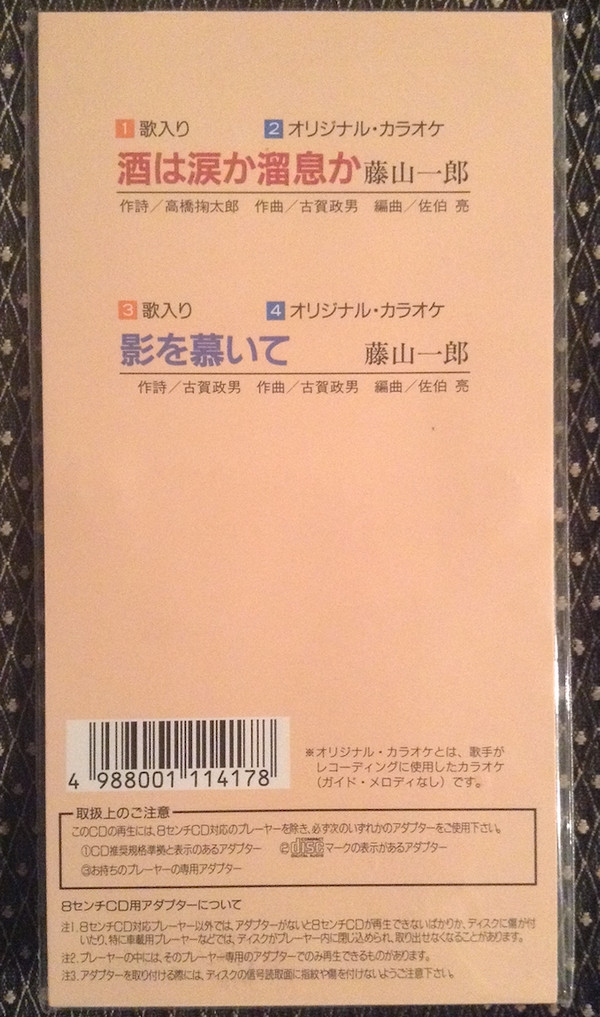 1 歌入り 2 オリジナル・カラオケ
酒は涙か溜息か 藤山一郎
作詩／高橋掬太郎 作曲／古賀政男 編曲／佐伯 亮
3 歌入り 4 オリジナル・カラオケ
影を慕いて 藤山一郎
作詩／古賀政男 作曲／古賀政男 編曲／佐伯 亮
4 988001 114178
※オリジナル・カラオケとは、歌手が
レコーディングに使用したカラオケ
（ガイド・メロディなし）です。
取扱上のご注意
このCDの再生には、8センチCD対応のプレーヤーを除き、必ず次のいずれかのアダプターをご使用下さい。
①CD推奨規格準拠と表示のあるアダプター ② disc DIGITAL AUDIO マークの表示があるアダプター
③お持ちのプレーヤーの専用アダプター
8センチCD用アダプターについて
注1. 8センチCD対応プレーヤー以外では、アダプターがないと8センチCDが再生できないばかりか、ディスクに傷が付
いたり、特に車載用プレーヤーなどでは、ディスクがプレーヤー内に閉じ込められ、取り出せなくなることがあります。
注2. プレーヤーの中には、そのプレーヤー専用のアダプターでのみ再生できるものがあります。
注3. アダプターを取り付ける際には、ディスクの信号読取面に指紋や傷を付けないようご注意下さい。